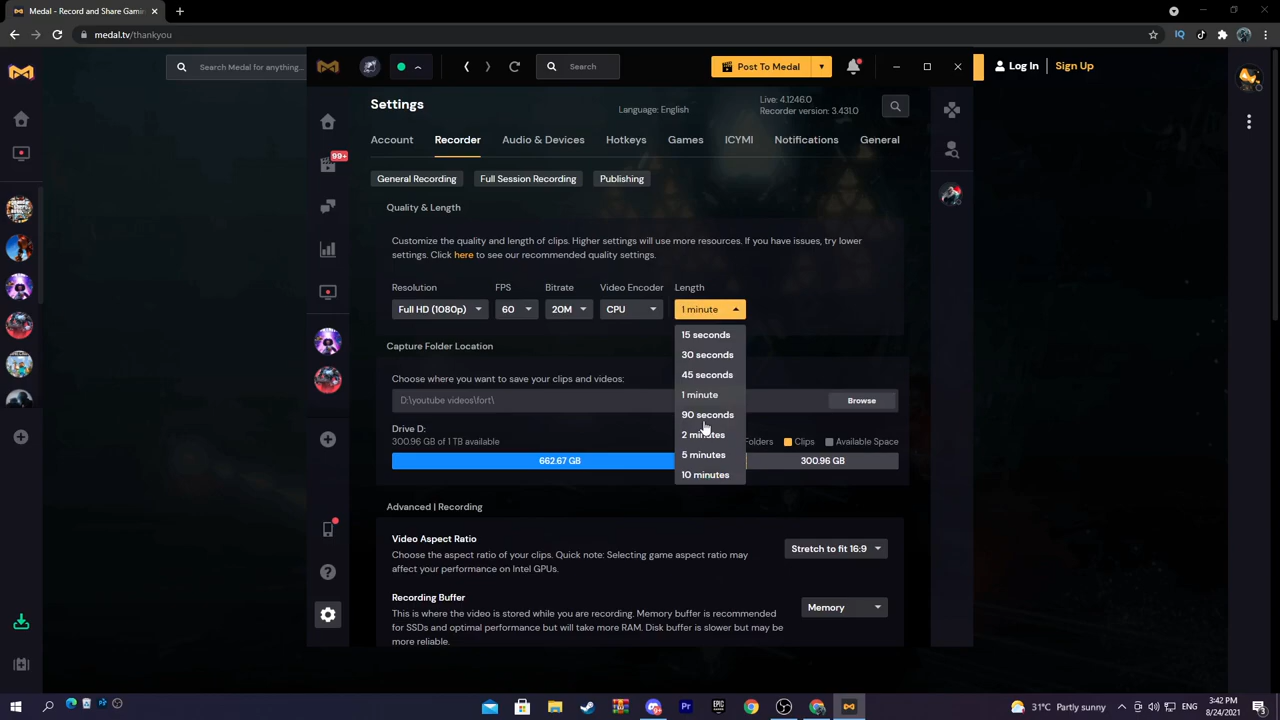 Medal - Record and Share Gamin
medal.tv/thankyou
Search Medal for anything...
Search
Post To Medal
Log In
Sign Up
Settings
Language: English
Live: 4.1246.0
Recorder version: 3.431.0
Account
Recorder
Audio & Devices
Hotkeys
Games
ICYMI
Notifications
General
99+
General Recording
Full Session Recording
Publishing
Quality & Length
Customize the quality and length of clips. Higher settings will use more resources. If you have issues, try lower
settings. Click here to see our recommended quality settings.
Resolution
FPS
Bitrate
Video Encoder
Length
Full HD (1080p)
60
20M
CPU
1 minute
15 seconds
30 seconds
45 seconds
1 minute
90 seconds
2 minutes
5 minutes
10 minutes
Capture Folder Location
Choose where you want to save your clips and videos:
D:\youtube videos\fort\
Browse
Drive D:
300.96 GB of 1 TB available
Folders
Clips
Available Space
662.67 GB
300.96 GB
Advanced | Recording
Video Aspect Ratio
Choose the aspect ratio of your clips. Quick note: Selecting game aspect ratio may
affect your performance on Intel GPUs.
Stretch to fit 16:9
Recording Buffer
This is where the video is stored while you are recording. Memory buffer is recommended
for SSDs and optimal performance but will take more RAM. Disk buffer is slower but may be
more reliable.
Memory
31°C Partly sunny
ENG
3:42 PM
8/24/2021